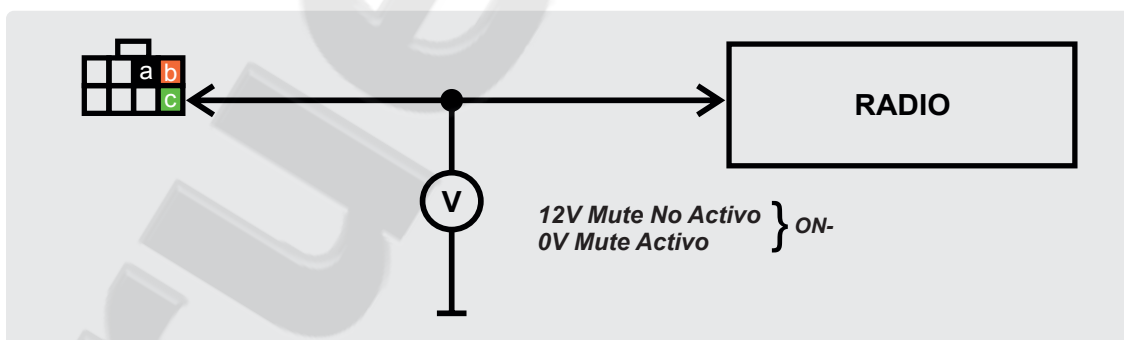 a b
c
RADIO
V
12V Mute No Activo
0V Mute Activo
} ON-